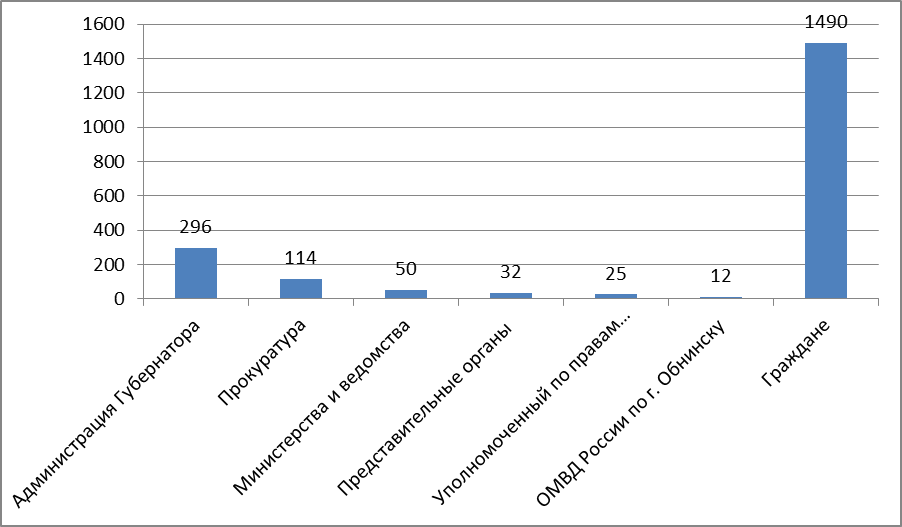 1600
1400
1200
1000
800
600
400
200
0
296
114
50
32
25
12
1490
Администрация Губернатора
Прокуратура
Министерства и ведомства
Представительные органы
Уполномоченный по правам...
ОМВД России по г. Обнинску
Граждане